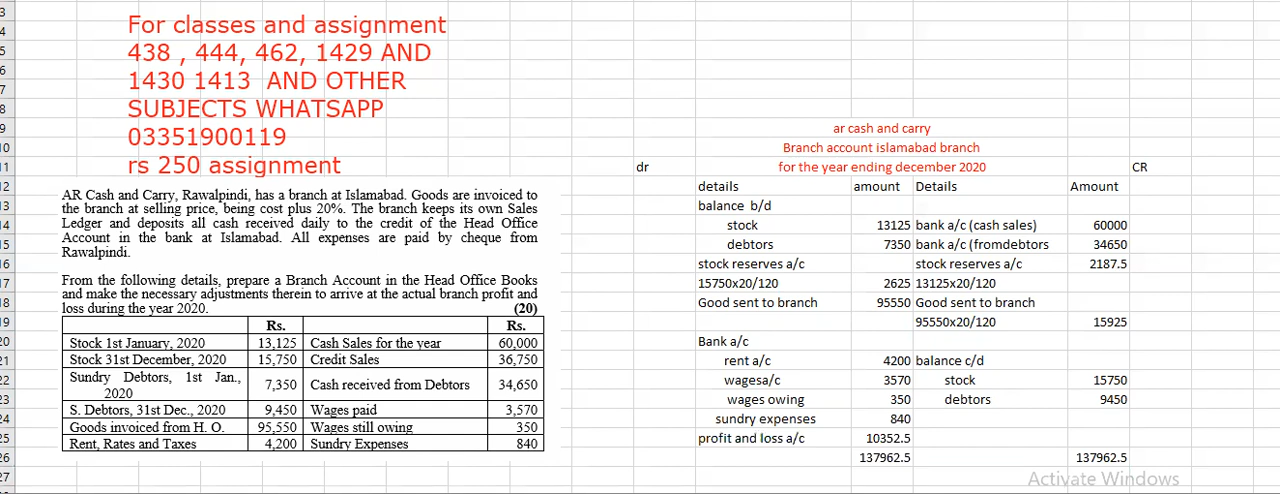 3
4
5
6
7
8
9
10
11
12
13
14
15
16
17
18
19
20
21
22
23
24
25
26
27
For classes and assignment
438 , 444, 462, 1429 AND
1430 1413 AND OTHER
SUBJECTS WHATSAPP
03351900119
rs 250 assignment
AR Cash and Carry, Rawalpindi, has a branch at Islamabad. Goods are invoiced to
the branch at selling price, being cost plus 20%. The branch keeps its own Sales
Ledger and deposits all cash received daily to the credit of the Head Office
Account in the bank at Islamabad. All expenses are paid by cheque from
Rawalpindi.
From the following details, prepare a Branch Account in the Head Office Books
and make the necessary adjustments therein to arrive at the actual branch profit and
loss during the year 2020. (20)
Rs. Rs.
Stock 1st January, 2020 13,125 Cash Sales for the year 60,000
Stock 31st December, 2020 15,750 Credit Sales 36,750
Sundry Debtors, 1st Jan.,
2020 7,350 Cash received from Debtors 34,650
S. Debtors, 31st Dec., 2020 9,450 Wages paid 3,570
Goods invoiced from H. O. 95,550 Wages still owing 350
Rent, Rates and Taxes 4,200 Sundry Expenses 840
ar cash and carry
Branch account islamabad branch
dr for the year ending december 2020 CR
details amount Details Amount
balance b/d
stock 13125 bank a/c (cash sales) 60000
debtors 7350 bank a/c (fromdebtors 34650
stock reserves a/c stock reserves a/c 2187.5
15750x20/120 2625 13125x20/120
Good sent to branch 95550 Good sent to branch
95550x20/120 15925
Bank a/c
rent a/c 4200 balance c/d
wagesa/c 3570 stock 15750
wages owing 350 debtors 9450
sundry expenses 840
profit and loss a/c 10352.5
137962.5 137962.5
Activate Windows